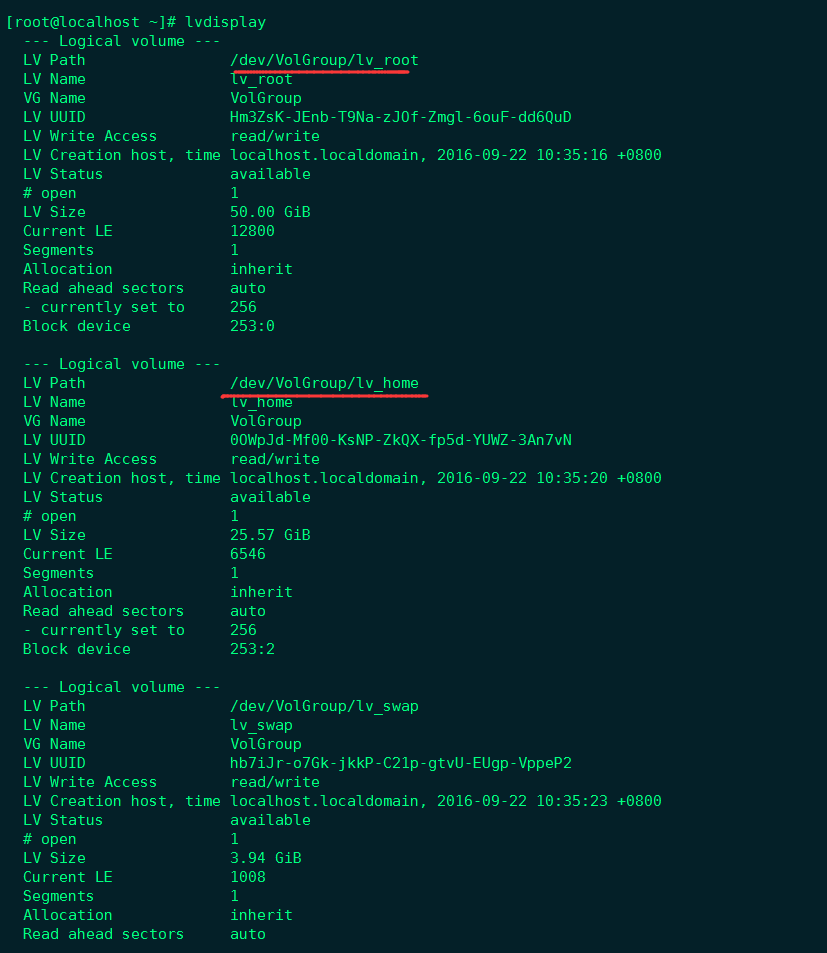 [root@localhost ~]# lvdisplay
--- Logical volume ---
LV Path                /dev/VolGroup/lv_root
LV Name                lv_root
VG Name                VolGroup
LV UUID                Hm3ZsK-JEnb-T9Na-zJOf-Zmgl-6ouF-dd6QuD
LV Write Access        read/write
LV Creation host, time localhost.localdomain, 2016-09-22 10:35:16 +0800
LV Status              available
# open                 1
LV Size                50.00 GiB
Current LE             12800
Segments               1
Allocation             inherit
Read ahead sectors     auto
- currently set to     256
Block device           253:0
--- Logical volume ---
LV Path                /dev/VolGroup/lv_home
LV Name                lv_home
VG Name                VolGroup
LV UUID                0OWpJd-Mf00-KsNP-ZkQX-fp5d-YUWZ-3An7vN
LV Write Access        read/write
LV Creation host, time localhost.localdomain, 2016-09-22 10:35:20 +0800
LV Status              available
# open                 1
LV Size                25.57 GiB
Current LE             6546
Segments               1
Allocation             inherit
Read ahead sectors     auto
- currently set to     256
Block device           253:2
--- Logical volume ---
LV Path                /dev/VolGroup/lv_swap
LV Name                lv_swap
VG Name                VolGroup
LV UUID                hb7iJr-o7Gk-jkkP-C21p-gtvU-EUgp-VppeP2
LV Write Access        read/write
LV Creation host, time localhost.localdomain, 2016-09-22 10:35:23 +0800
LV Status              available
# open                 1
LV Size                3.94 GiB
Current LE             1008
Segments               1
Allocation             inherit
Read ahead sectors     auto